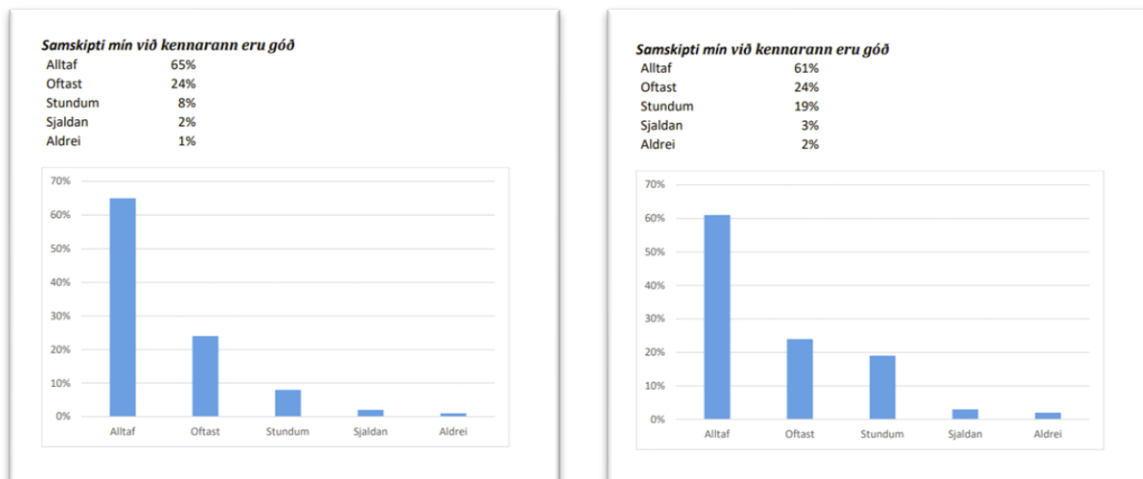 Samskipti mín við kennarann eru góð
Alltaf 65%
Oftast 24%
Stundum 8%
Sjaldan 2%
Aldrei 1%
70%
60%
50%
40%
30%
20%
10%
0%
Alltaf Oftast Stundum Sjaldan Aldrei
Samskipti mín við kennarann eru góð
Alltaf 61%
Oftast 24%
Stundum 19%
Sjaldan 3%
Aldrei 2%
70%
60%
50%
40%
30%
20%
10%
0%
Alltaf Oftast Stundum Sjaldan Aldrei